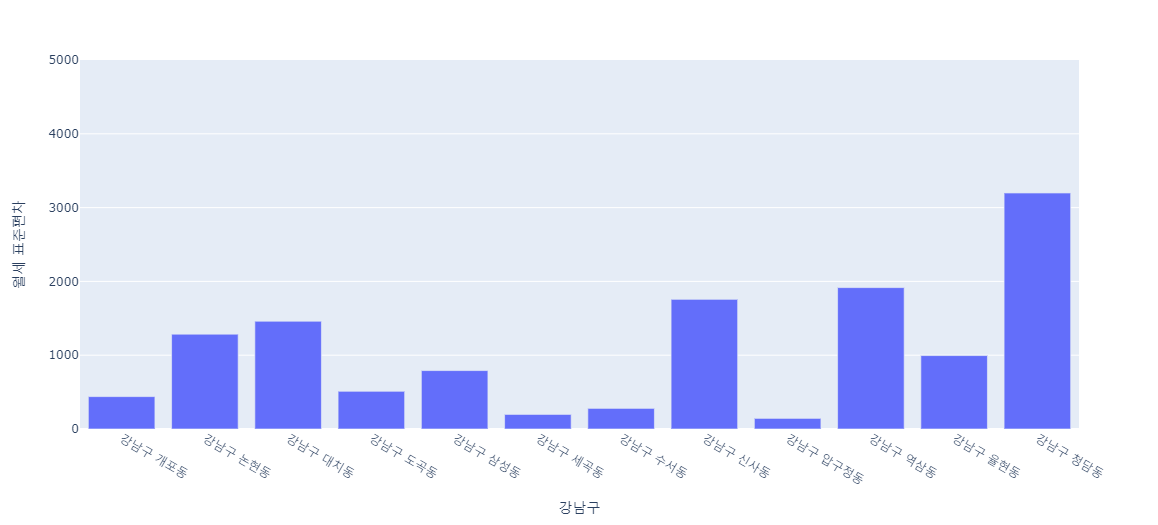 5000
4000
3000
2000
1000
0
월세 표준편차
강남구 개포동
강남구 논현동
강남구 대치동
강남구 도곡동
강남구 삼성동
강남구 세곡동
강남구 수서동
강남구 신사동
강남구 압구정동
강남구 역삼동
강남구 율현동
강남구 청담동
강남구